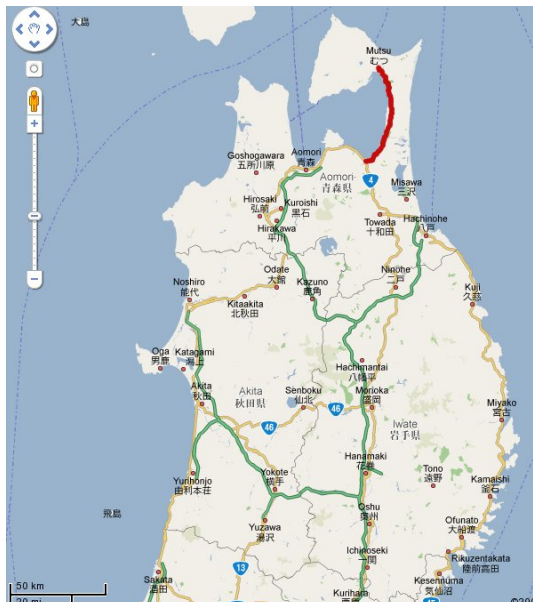 大島
Mutsu
むつ
Goshogawara
五所川原
Aomori
青森
Aomori
青森県
4
Misawa
三沢
Hirosaki
弘前
Kuroishi
黒石
Hirakawa
平川
Towada
十和田
Hachinohe
八戸
Odate
大館
Kazuno
鹿角
Ninohe
二戸
Kuji
久慈
Noshiro
能代
Kitaakita
北秋田
Oga
男鹿
Katagami
潟上
Hachimantai
八幡平
Akita
秋田
Akita
秋田県
Senboku
仙北
46
Morioka
盛岡
Iwate
岩手県
Miyako
宮古
46
Hanamaki
花巻
Tono
遠野
Kamaishi
釜石
Yurihonjo
由利本荘
Yokote
横手
飛島
Yuzawa
湯沢
Oshu
奥州
Ofunato
大船渡
Ichinoseki
一関
Rikuzentakata
陸前高田
13
Sakata
酒田
Kesennuma
気仙沼
Kurihara
50 km
20 mi